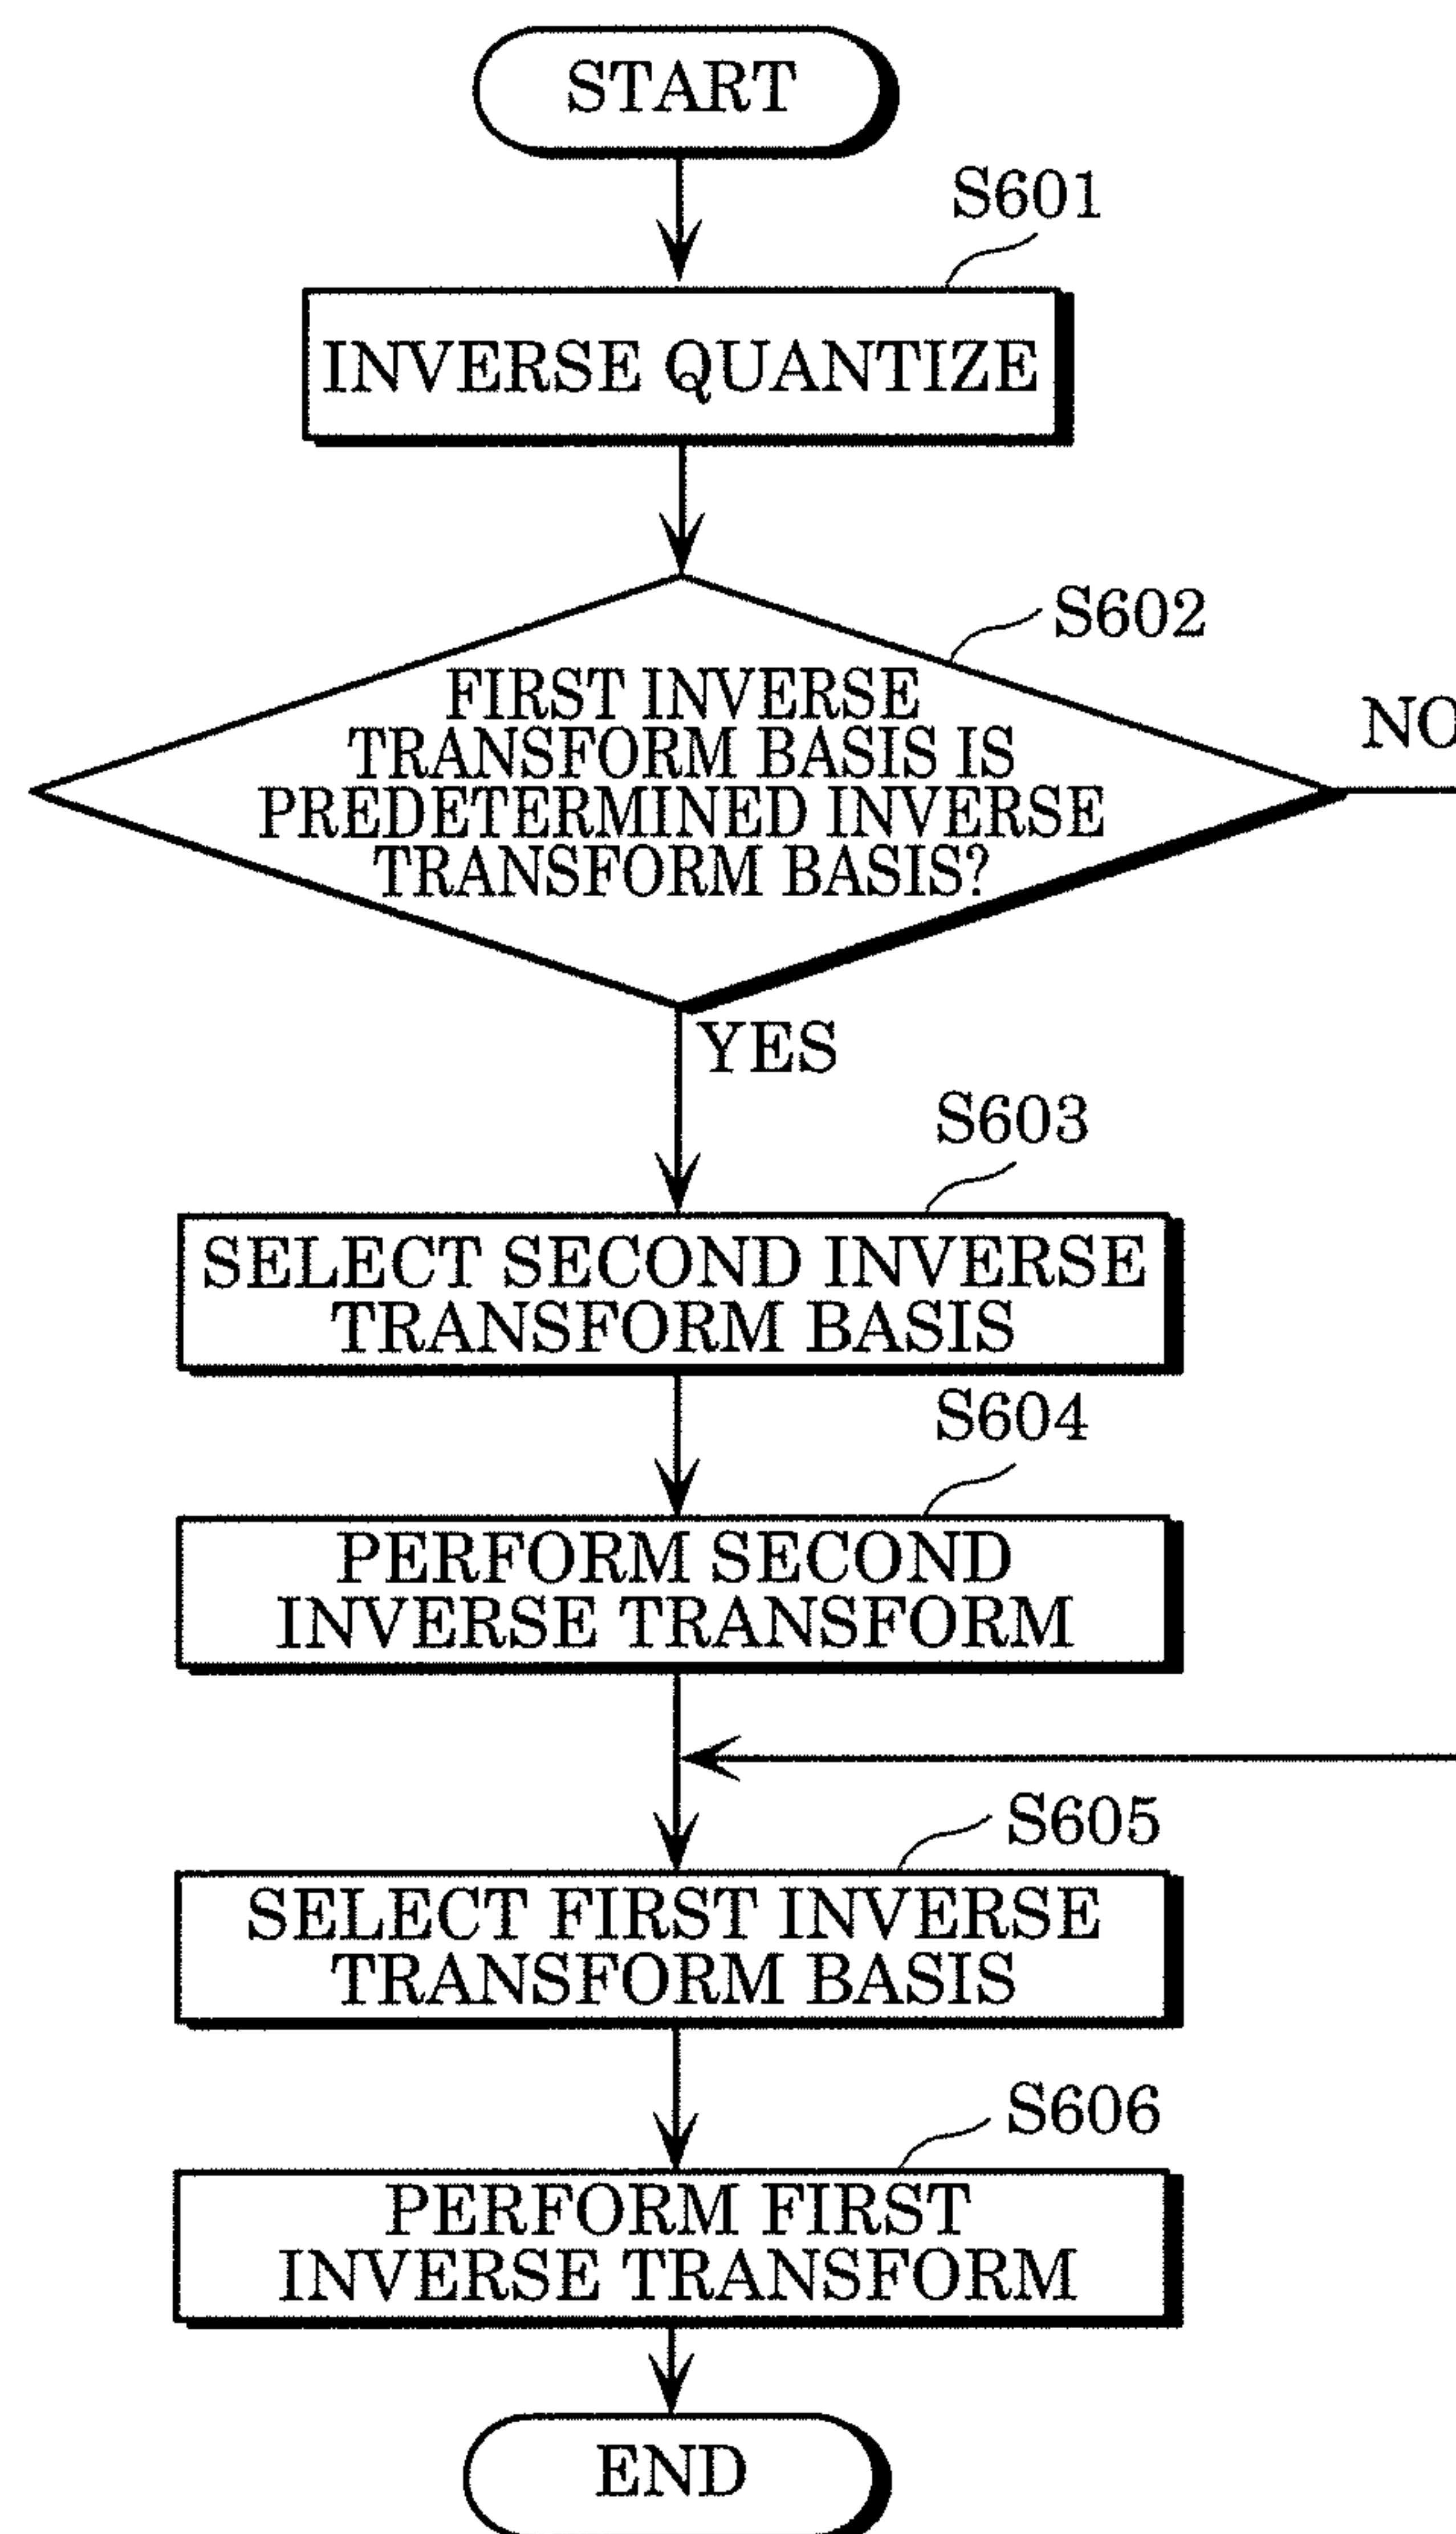 START
S601
INVERSE QUANTIZE
S602
FIRST INVERSE
TRANSFORM BASIS IS
PREDETERMINED INVERSE
TRANSFORM BASIS?
NO
YES
S603
SELECT SECOND INVERSE
TRANSFORM BASIS
S604
PERFORM SECOND
INVERSE TRANSFORM
S605
SELECT FIRST INVERSE
TRANSFORM BASIS
S606
PERFORM FIRST
INVERSE TRANSFORM
END